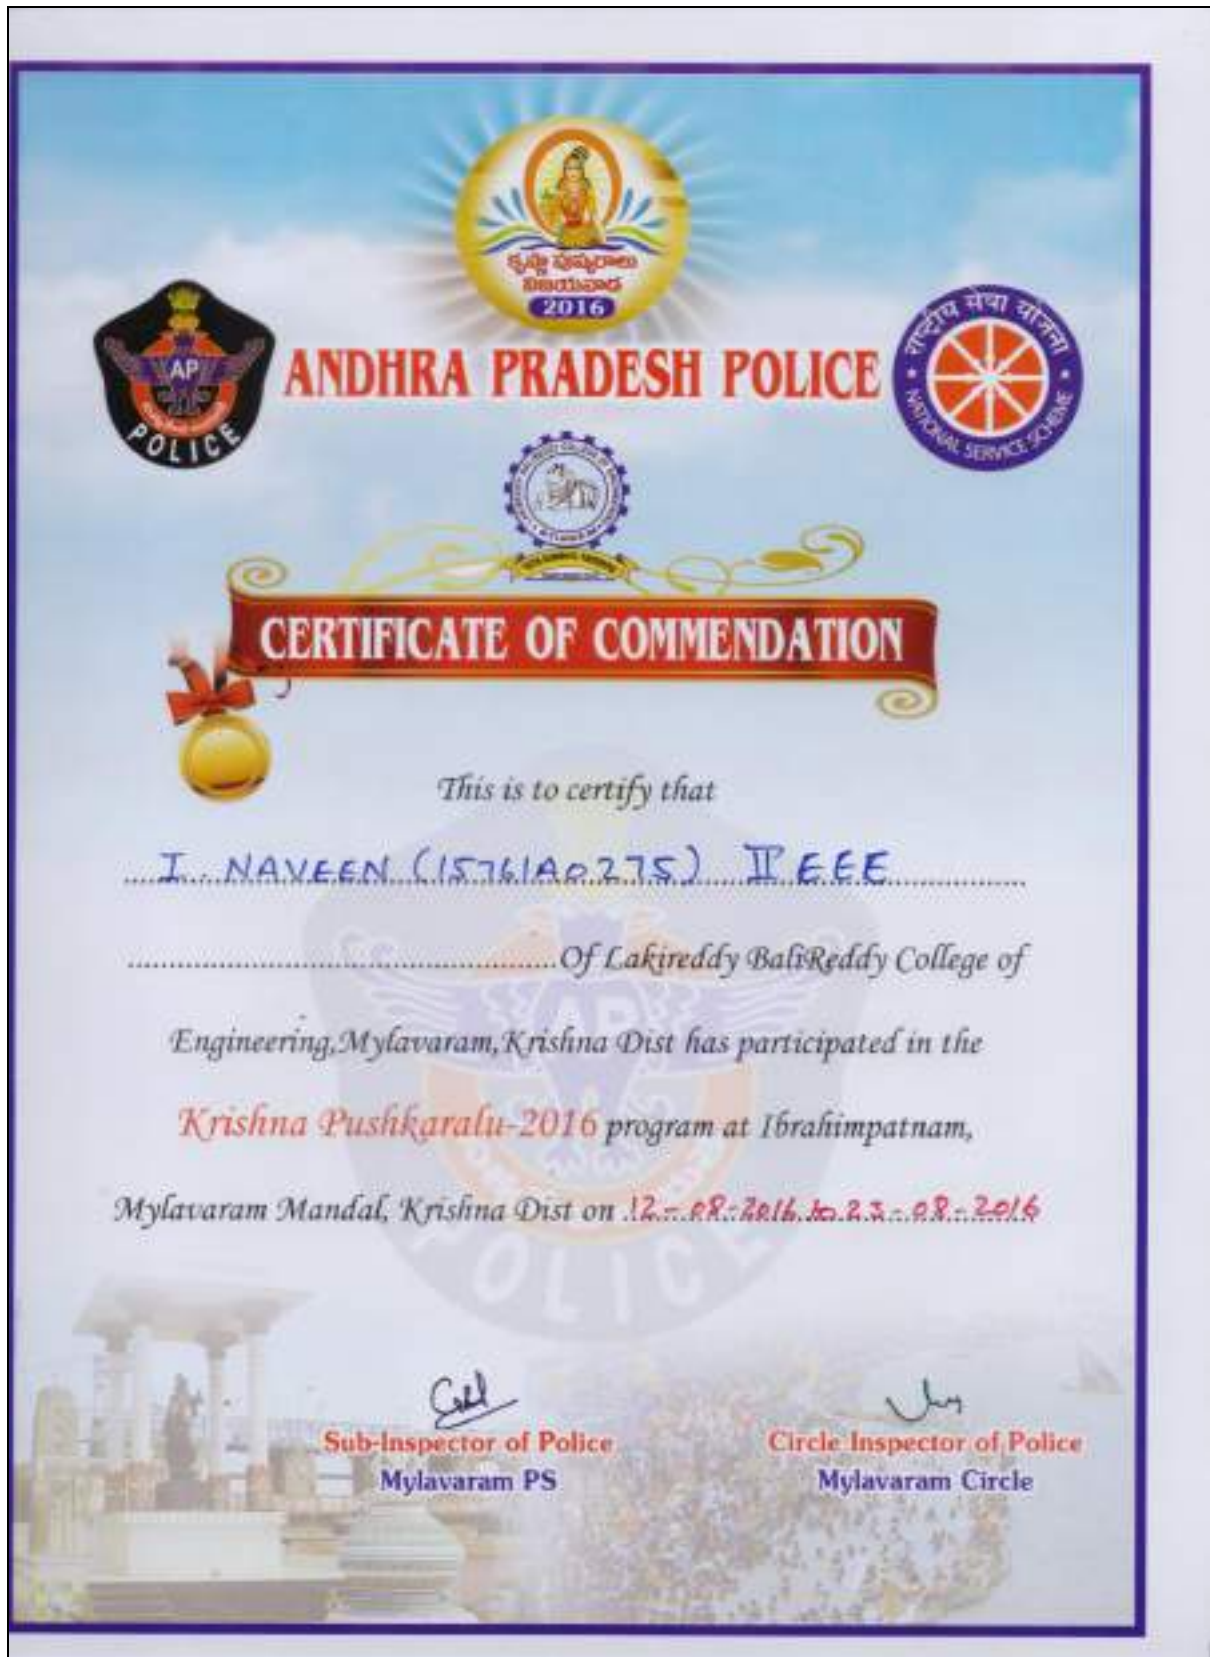 కృష్ణా పుష్కరాలు
విజయవాడ
2016
AP
POLICE
ANDHRA PRADESH POLICE
राष्ट्रीय सेवा योजना
NATIONAL SERVICE SCHEME
CERTIFICATE OF COMMENDATION
This is to certify that
I. NAVEEN (15761A0275) II EEE
Of Lakireddy BaliReddy College of
Engineering,Mylavaram,Krishna Dist has participated in the
Krishna Pushkaralu-2016 program at Ibrahimpatnam,
Mylavaram Mandal, Krishna Dist on 12-08-2016 to 23-08-2016
Sub-Inspector of Police
Mylavaram PS
Circle Inspector of Police
Mylavaram Circle